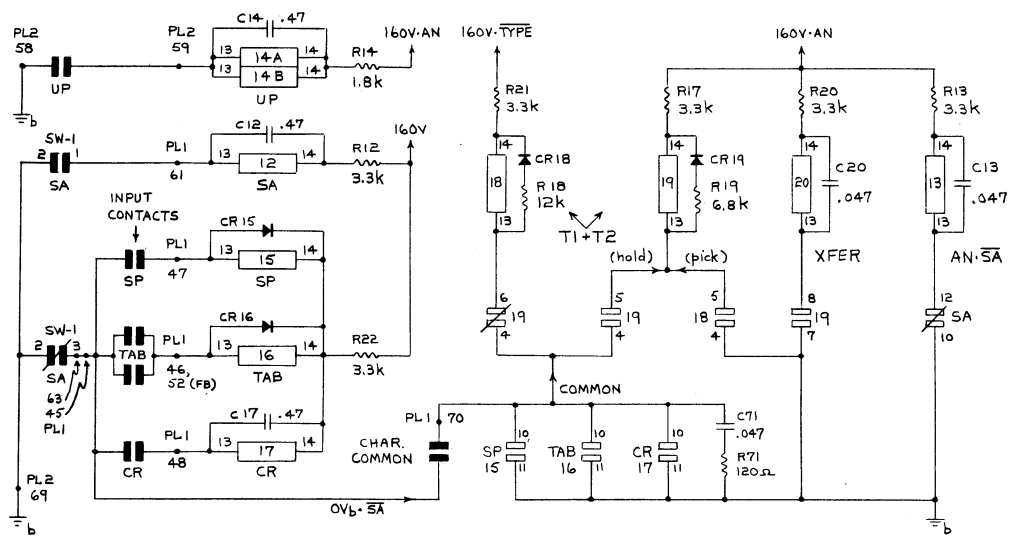 PL2
58
UP
b
PL2
59
C14 .47
13 14A 14
13 14B 14
UP
R14
1.8k
160V·AN
SW-1
2 1
SA
PL1
61
C12 .47
13 12 14
SA
R12
3.3k
160V
INPUT
CONTACTS
SP
PL1
47
CR15
13 15 14
SP
SW-1
2 3
SA
63
45
PL1
TAB
PL1
46,
52 (FB)
CR16
13 16 14
TAB
R22
3.3k
CR
PL1
48
C17 .47
13 17 14
CR
PL2
69
b
0Vb·SA
CHAR.
COMMON
PL1 70
160V·TYPE
R21
3.3k
14
18
13
CR18
R18
12k
T1+T2
6
19
4
COMMON
160V·AN
R17
3.3k
14
19
13
CR19
R19
6.8k
(hold) (pick)
5
19
4
5
18
4
R20
3.3k
14
20
13
C20
.047
XFER
8
19
7
R13
3.3k
14
13
13
C13
.047
AN·SA
12
SA
10
SP
15
10
11
TAB
16
10
11
CR
17
10
11
C71
.047
R71
120Ω
b